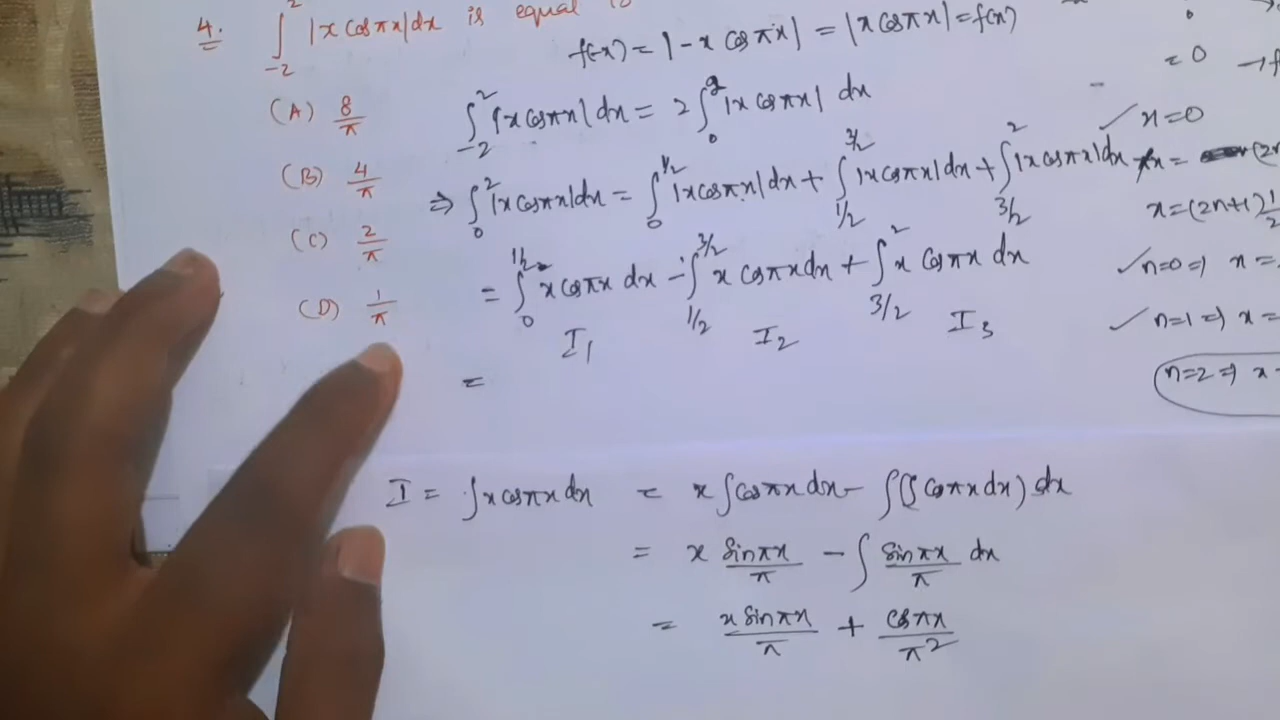 4. ∫_{-2}^{2} |x cos πx| dx is equal
f(-x) = |-x cos πx| = |x cos πx| = f(x)
= 0
(A) 8/π
∫_{-2}^{2} |x cos πx| dx = 2 ∫_{0}^{2} |x cos πx| dx
✓ x=0
(B) 4/π
⇒ ∫_{0}^{2} |x cos πx| dx = ∫_{0}^{1/2} |x cos πx| dx + ∫_{1/2}^{3/2} |x cos πx| dx + ∫_{3/2}^{2} |x cos πx| dx
x = (2n+1) 1/2
(C) 2/π
= ∫_{0}^{1/2} x cos πx dx - ∫_{1/2}^{3/2} x cos πx dx + ∫_{3/2}^{2} x cos πx dx
✓ n=0 ⇒ x =
(D) 1/π
I₁ I₂ I₃
✓ n=1 ⇒ x =
=
n=2 ⇒ x
I = ∫ x cos πx dx = x ∫ cos πx dx - ∫ (∫ cos πx dx) dx
= x sin πx/π - ∫ sin πx/π dx
= x sin πx/π + cos πx/π²